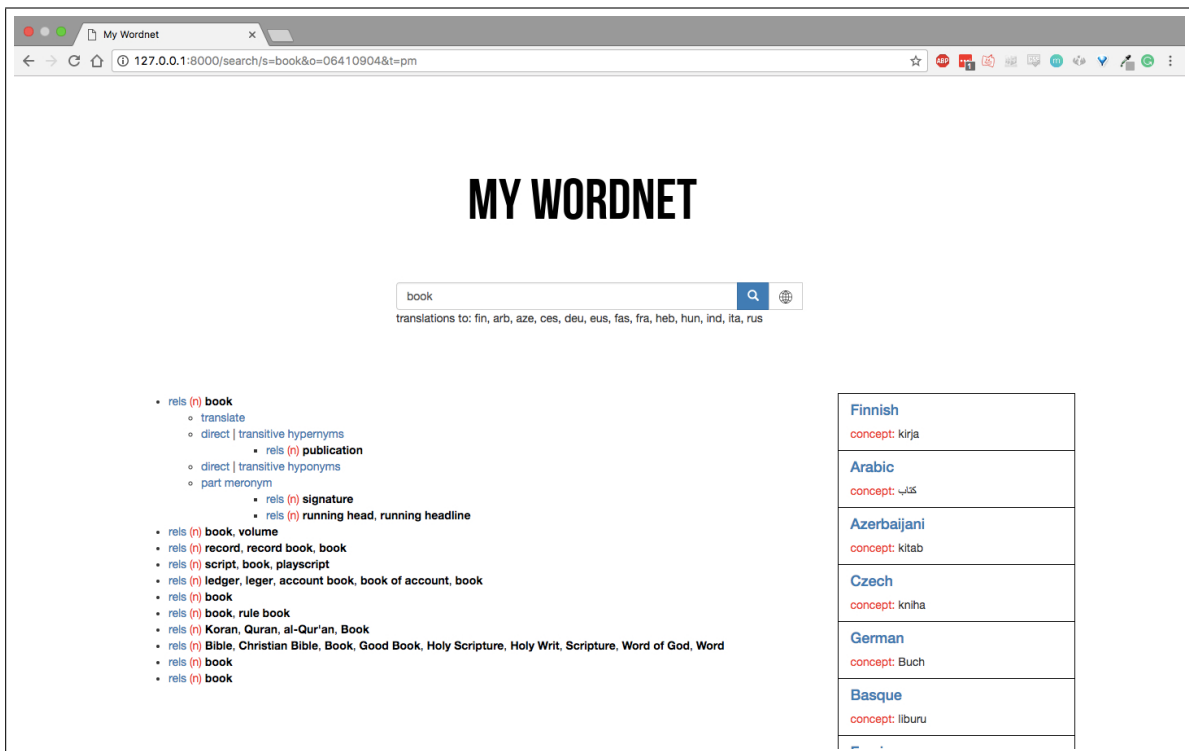 My Wordnet
127.0.0.1:8000/search/s=book&o=06410904&t=pm
ABP
1
m
MY WORDNET
book
translations to: fin, arb, aze, ces, deu, eus, fas, fra, heb, hun, ind, ita, rus
rels (n) book
translate
direct | transitive hypernyms
rels (n) publication
direct | transitive hyponyms
part meronym
rels (n) signature
rels (n) running head, running headline
rels (n) book, volume
rels (n) record, record book, book
rels (n) script, book, playscript
rels (n) ledger, leger, account book, book of account, book
rels (n) book
rels (n) book, rule book
rels (n) Koran, Quran, al-Qur'an, Book
rels (n) Bible, Christian Bible, Book, Good Book, Holy Scripture, Holy Writ, Scripture, Word of God, Word
rels (n) book
rels (n) book
Finnish
concept: kirja
Arabic
concept: كتاب
Azerbaijani
concept: kitab
Czech
concept: kniha
German
concept: Buch
Basque
concept: liburu